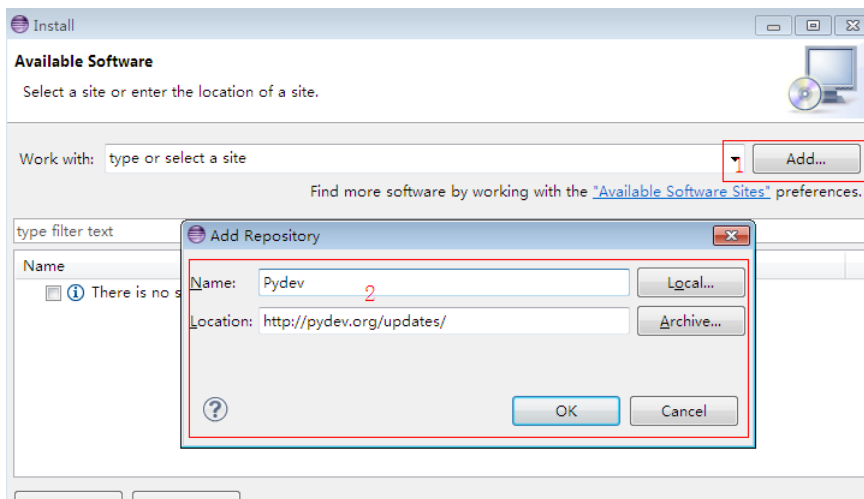 Install
Available Software
Select a site or enter the location of a site.
Work with: type or select a site 1 Add...
Find more software by working with the "Available Software Sites" preferences.
type filter text
Add Repository
Name
There is no s
Name: Pydev 2 Local...
Location: http://pydev.org/updates/ Archive...
OK Cancel